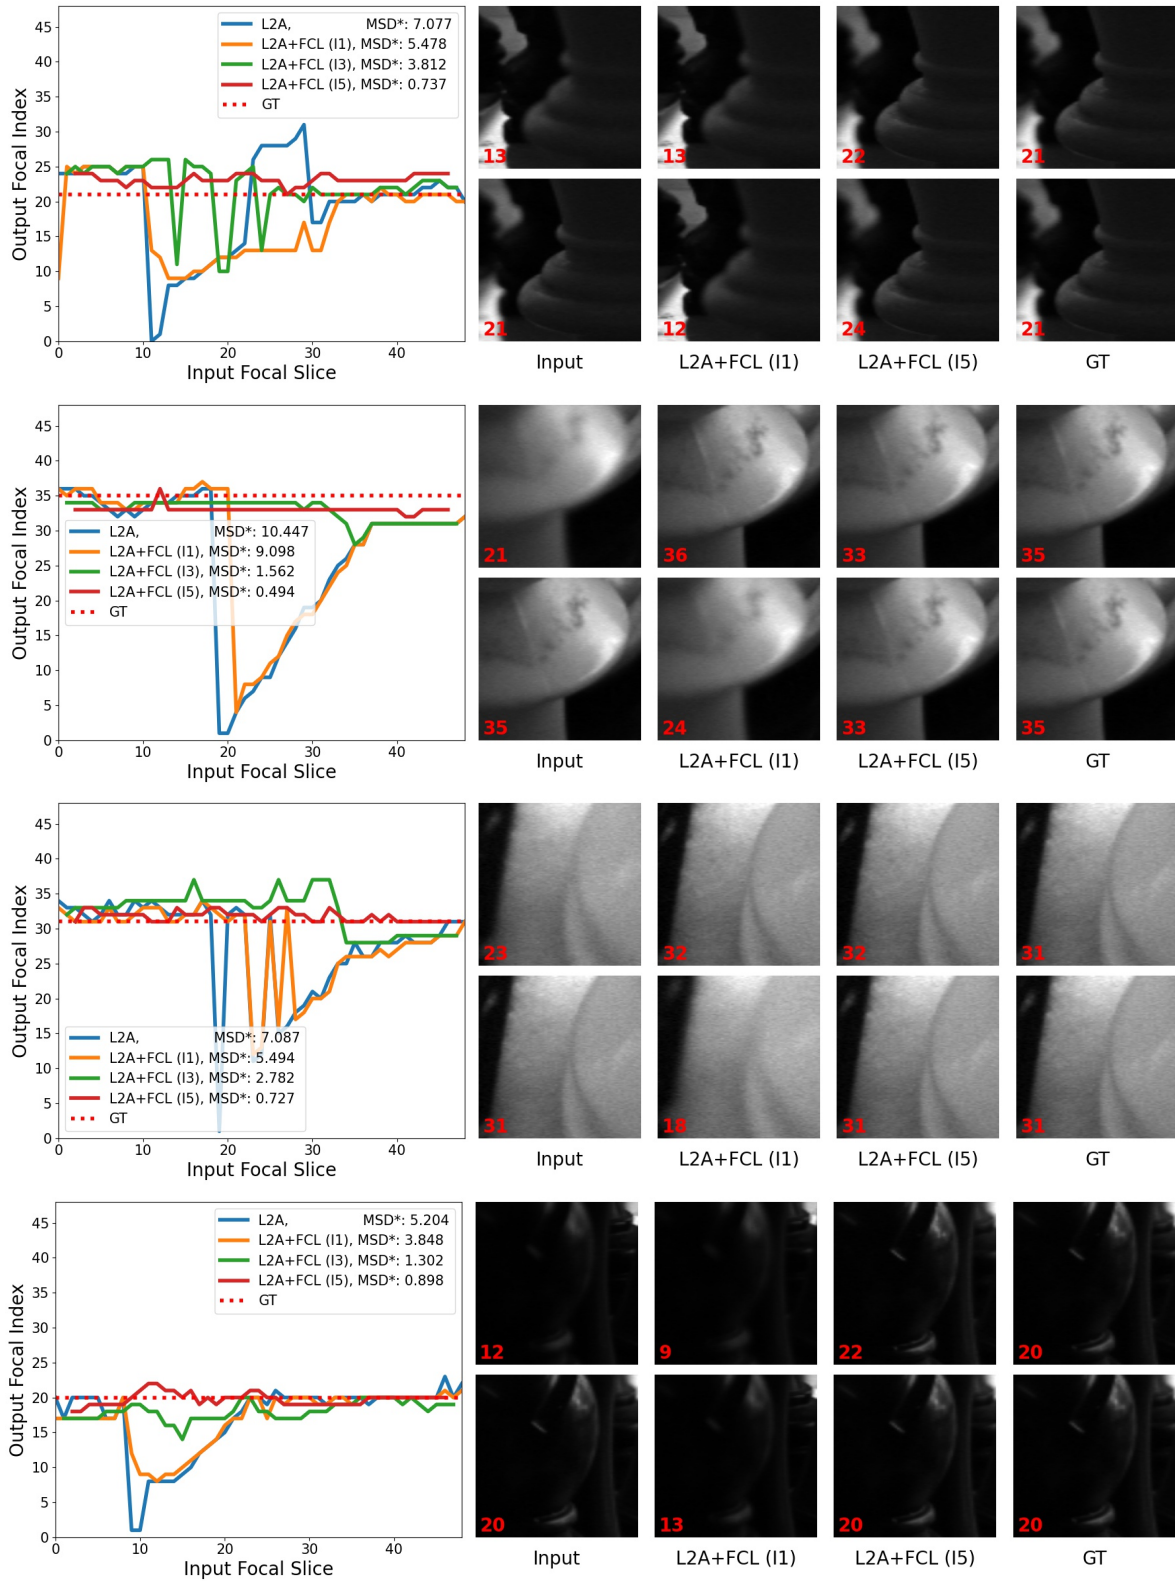 45
40
35
30
25
20
15
10
5
0
Output Focal Index
L2A, MSD*: 7.077
L2A+FCL (I1), MSD*: 5.478
L2A+FCL (I3), MSD*: 3.812
L2A+FCL (I5), MSD*: 0.737
GT
0 10 20 30 40
Input Focal Slice
13 13 22 21
21 12 24 21
Input L2A+FCL (I1) L2A+FCL (I5) GT
45
40
35
30
25
20
15
10
5
0
Output Focal Index
L2A, MSD*: 10.447
L2A+FCL (I1), MSD*: 9.098
L2A+FCL (I3), MSD*: 1.562
L2A+FCL (I5), MSD*: 0.494
GT
0 10 20 30 40
Input Focal Slice
21 36 33 35
35 24 33 35
Input L2A+FCL (I1) L2A+FCL (I5) GT
45
40
35
30
25
20
15
10
5
0
Output Focal Index
L2A, MSD*: 7.087
L2A+FCL (I1), MSD*: 5.494
L2A+FCL (I3), MSD*: 2.782
L2A+FCL (I5), MSD*: 0.727
GT
0 10 20 30 40
Input Focal Slice
23 32 32 31
31 18 31 31
Input L2A+FCL (I1) L2A+FCL (I5) GT
45
40
35
30
25
20
15
10
5
0
Output Focal Index
L2A, MSD*: 5.204
L2A+FCL (I1), MSD*: 3.848
L2A+FCL (I3), MSD*: 1.302
L2A+FCL (I5), MSD*: 0.898
GT
0 10 20 30 40
Input Focal Slice
12 9 22 20
20 13 20 20
Input L2A+FCL (I1) L2A+FCL (I5) GT